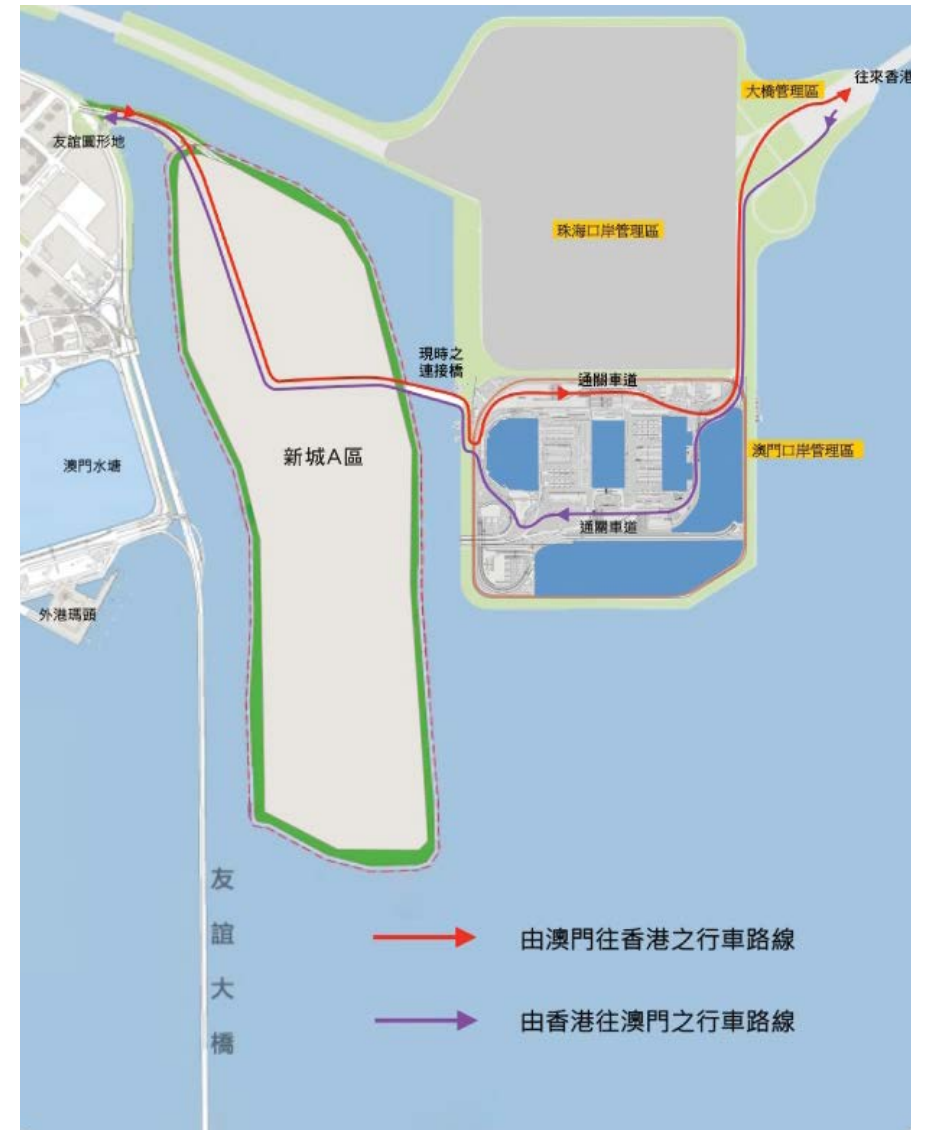 往來香港
大橋管理區
友誼圓形地
珠海口岸管理區
現時之
連接橋
通關車道
新城A區
澳門口岸管理區
澳門水塘
通關車道
外港碼頭
友
誼
大
橋
由澳門往香港之行車路線
由香港往澳門之行車路線